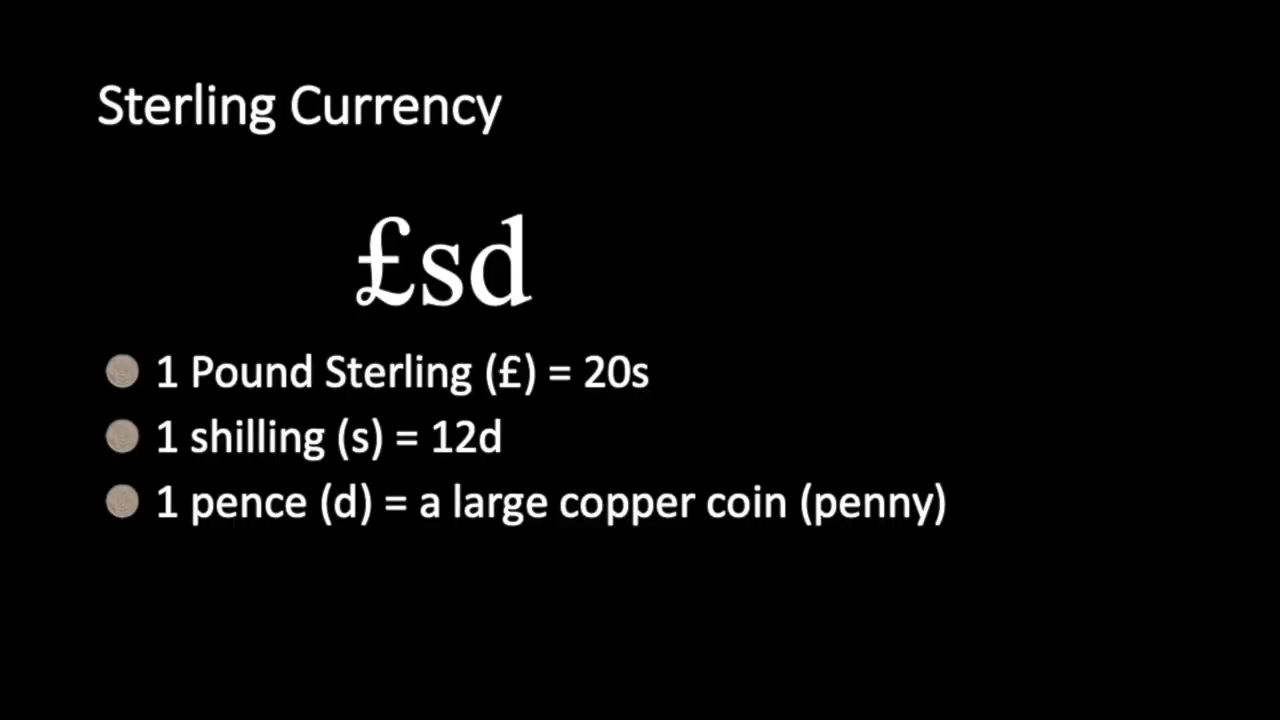 Sterling Currency
£sd
1 Pound Sterling (£) = 20s
1 shilling (s) = 12d
1 pence (d) = a large copper coin (penny)